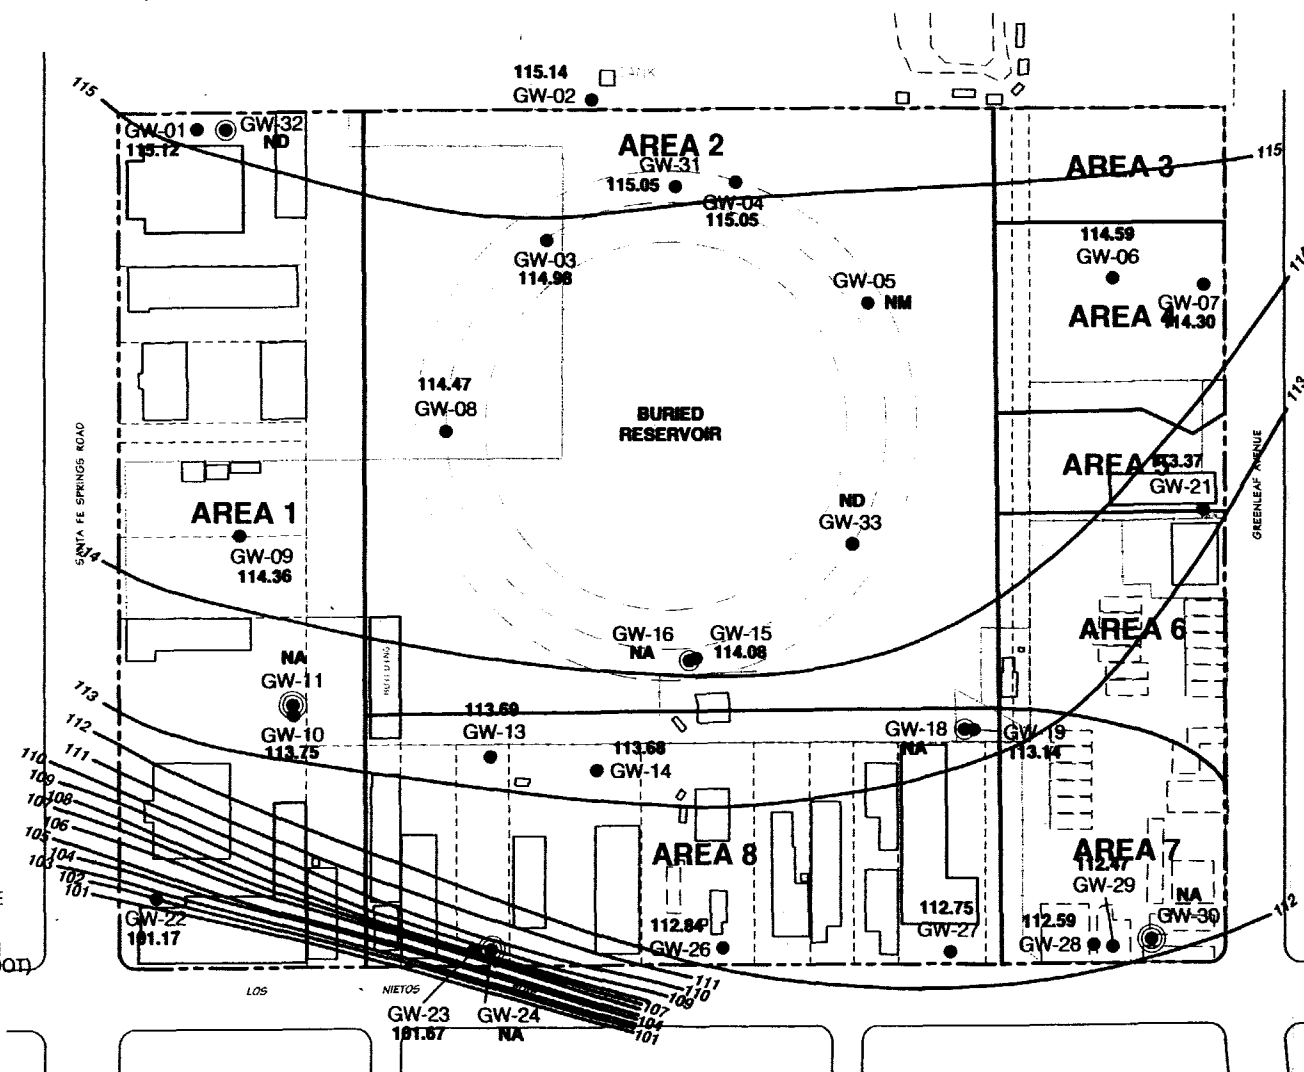 115
115.14
TANK
GW-02
GW-01
GW-32
115.12
ND
AREA 2
GW-31
115.05
GW-04
115.05
AREA 3
115
GW-03
114.98
114.59
GW-06
GW-05
NM
GW-07
AREA 4
114.30
113
114.47
GW-08
BURIED
RESERVOIR
SANTA FE SPRINGS ROAD
GREENLEAF AVENUE
AREA 5
113.37
GW-21
AREA 1
ND
GW-33
GW-09
114.36
GW-16
NA
GW-15
114.08
AREA 6
NA
GW-11
GW-10
113.75
BUILDING
113
112
111
110
109
108
107
106
105
104
103
102
101
113.69
GW-13
113.68
GW-14
GW-18
NA
GW-19
113.14
AREA 8
AREA 7
112.47
GW-29
NA
GW-30
112
112.84
GW-26
112.75
GW-27
112.59
GW-28
GW-22
101.17
LOS
NIETOS
GW-23
101.67
GW-24
NA
111
110
109
107
104
101